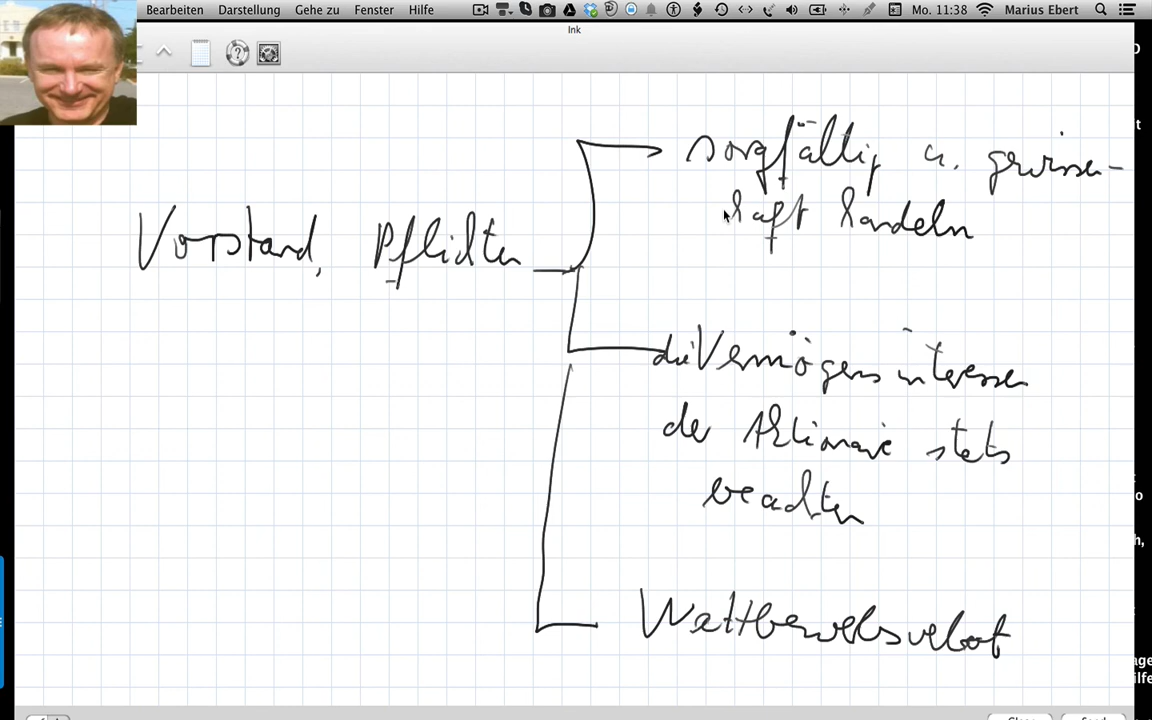 Bearbeiten Darstellung Gehe zu Fenster Hilfe Mo. 11:38 Marius Ebert
Ink
sorgfältig u. gewissen-
haft handeln
Vorstand, Pflichten
die Vermögensinteressen
der Aktionäre stets
beachten
Wettbewerbsverbot